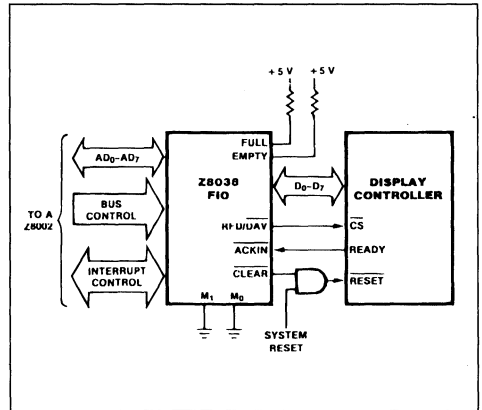 + 5 V + 5 V
FULL
EMPTY
AD0-AD7
Z8038
FIO
D0-D7
DISPLAY
CONTROLLER
BUS
CONTROL
TO A
Z8002
RFD/DAV
CS
ACKIN
READY
INTERRUPT
CONTROL
CLEAR
RESET
M1 M0
SYSTEM
RESET